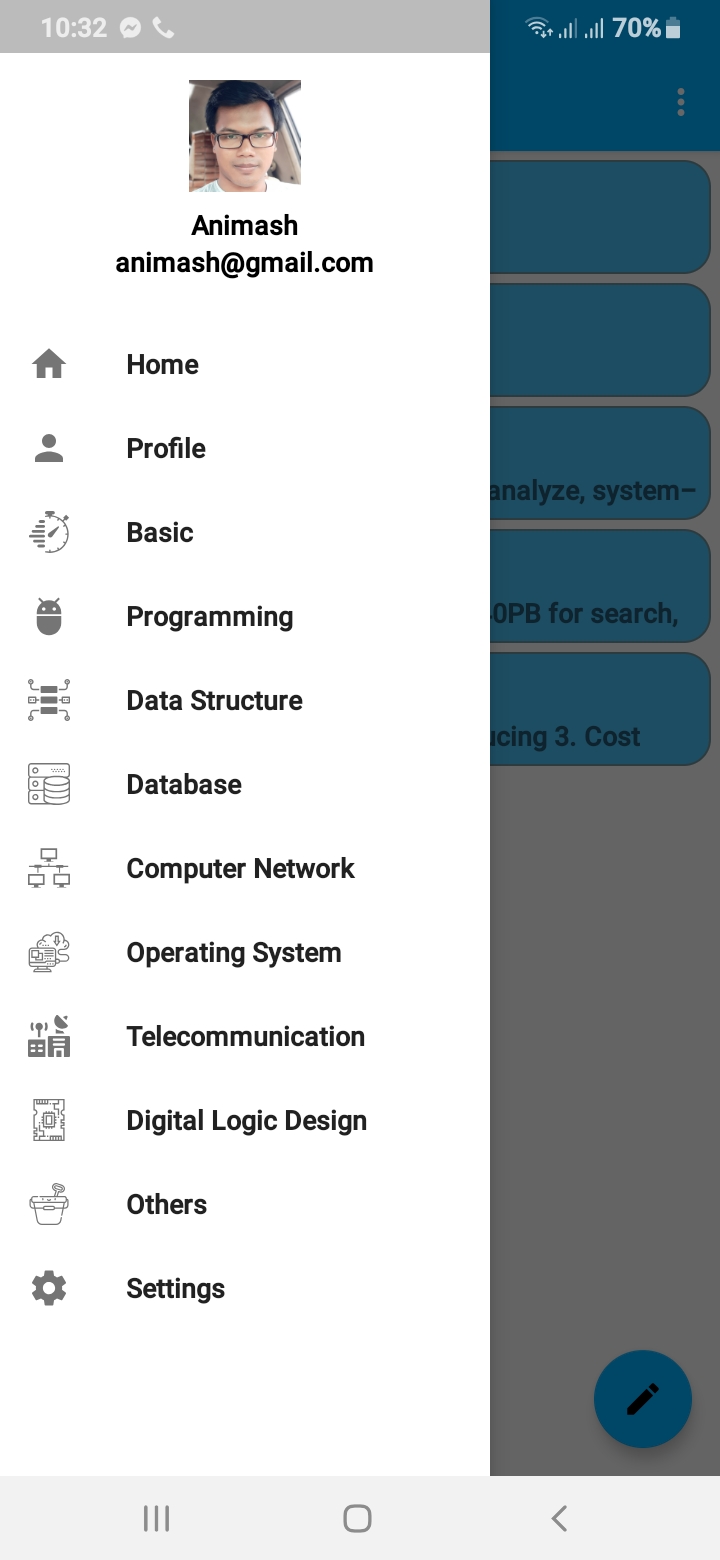 10:32
70%
Animash
animash@gmail.com
Home
Profile
Basic
Programming
Data Structure
Database
Computer Network
Operating System
Telecommunication
Digital Logic Design
Others
Settings
analyze, system–
0PB for search,
3. Cost